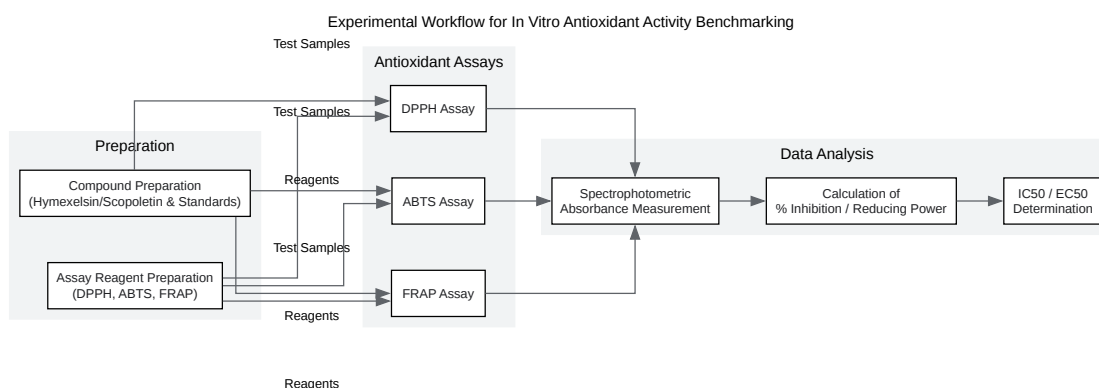 Experimental Workflow for In Vitro Antioxidant Activity Benchmarking
Test Samples
Antioxidant Assays
DPPH Assay
Test Samples
Preparation
Data Analysis
Compound Preparation
(Hymexelsin/Scopoletin & Standards)
Reagents
ABTS Assay
Spectrophotometric
Absorbance Measurement
Calculation of
% Inhibition / Reducing Power
IC50 / EC50
Determination
Test Samples
Assay Reagent Preparation
(DPPH, ABTS, FRAP)
FRAP Assay
Reagents
Reagents